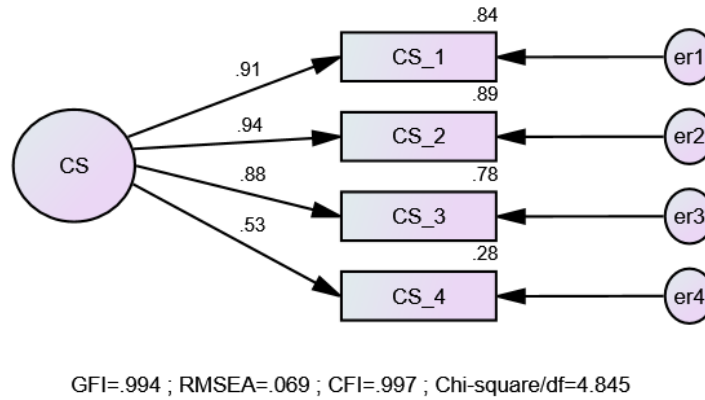 .84
CS_1
er1
.91
.89
CS_2
er2
.94
CS
.88
.78
CS_3
er3
.53
.28
CS_4
er4
GFI=.994 ; RMSEA=.069 ; CFI=.997 ; Chi-square/df=4.845